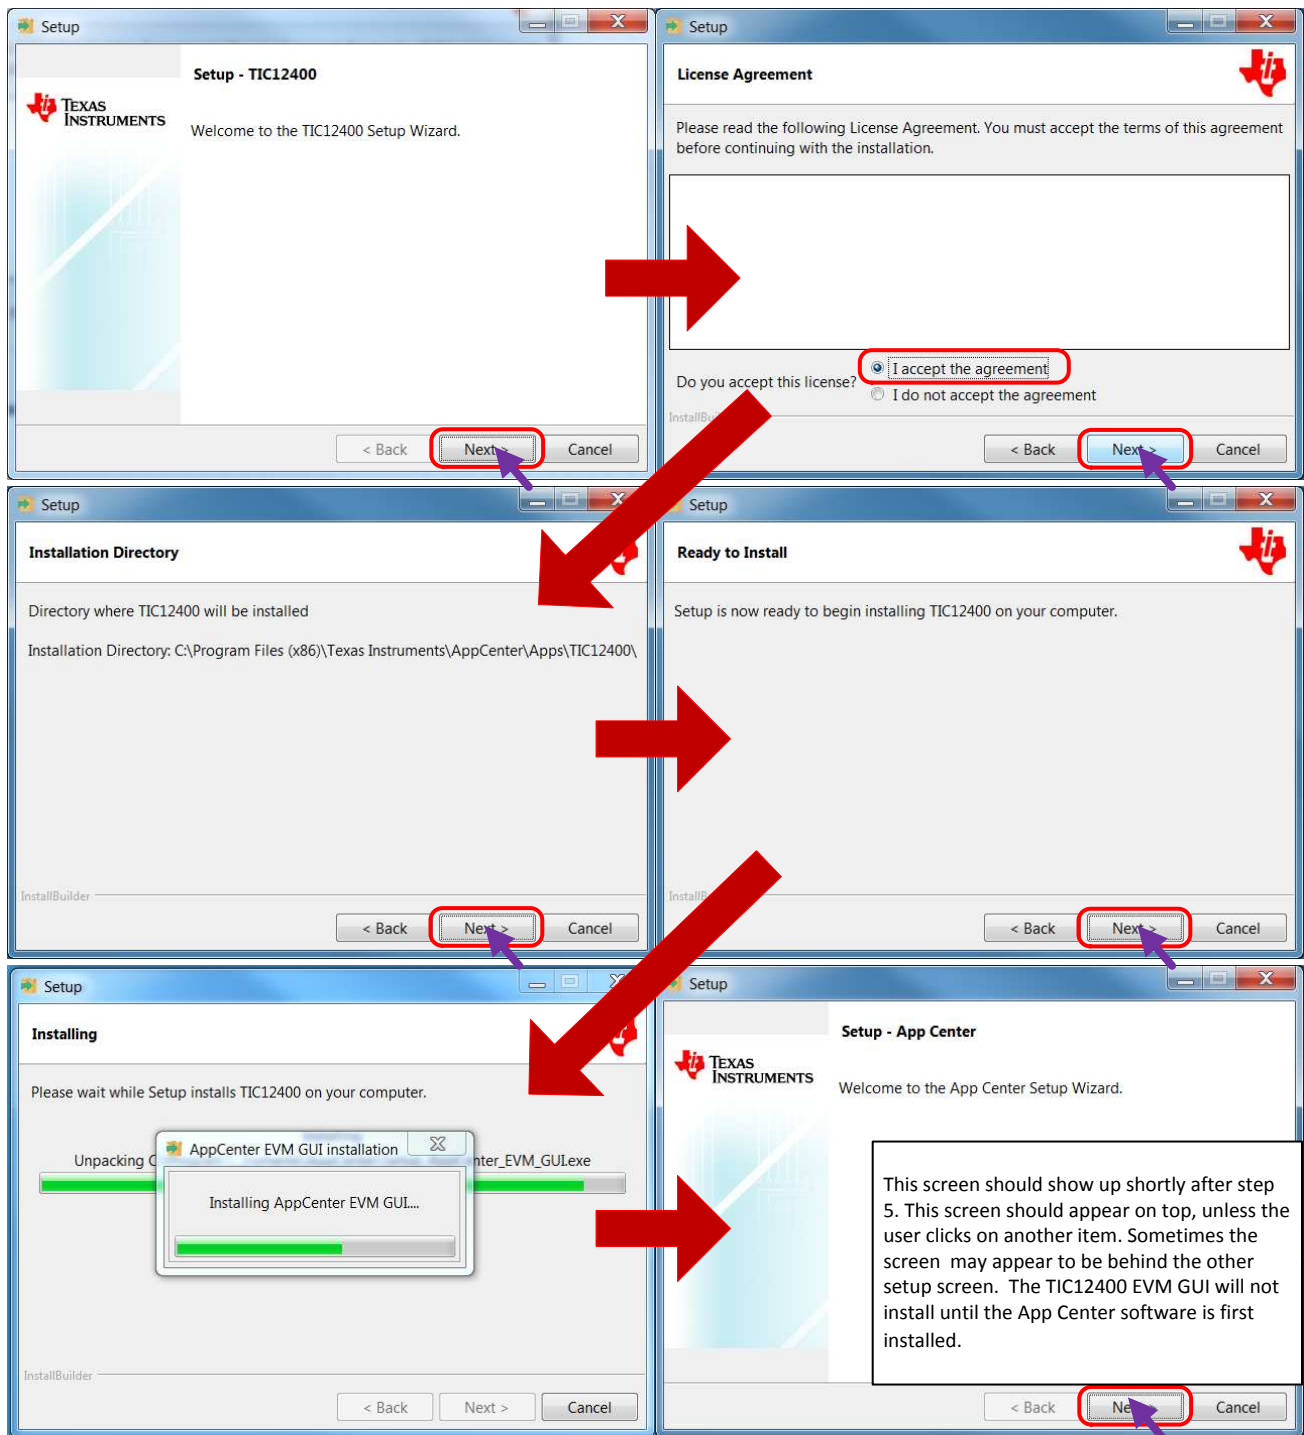 Setup
Setup - TIC12400
TEXAS
INSTRUMENTS
Welcome to the TIC12400 Setup Wizard.
< Back
Next >
Cancel
Setup
License Agreement
Please read the following License Agreement. You must accept the terms of this agreement
before continuing with the installation.
Do you accept this license?
I accept the agreement
I do not accept the agreement
< Back
Next >
Cancel
Setup
Installation Directory
Directory where TIC12400 will be installed
Installation Directory: C:\Program Files (x86)\Texas Instruments\AppCenter\Apps\TIC12400\
InstallBuilder
< Back
Next >
Cancel
Setup
Ready to Install
Setup is now ready to begin installing TIC12400 on your computer.
< Back
Next >
Cancel
Setup
Installing
Please wait while Setup installs TIC12400 on your computer.
Unpacking
nter_EVM_GUI.exe
AppCenter EVM GUI installation
Installing AppCenter EVM GUI....
InstallBuilder
< Back
Next >
Cancel
Setup
Setup - App Center
TEXAS
INSTRUMENTS
Welcome to the App Center Setup Wizard.
This screen should show up shortly after step
5. This screen should appear on top, unless the
user clicks on another item. Sometimes the
screen may appear to be behind the other
setup screen. The TIC12400 EVM GUI will not
install until the App Center software is first
installed.
< Back
Next
Cancel